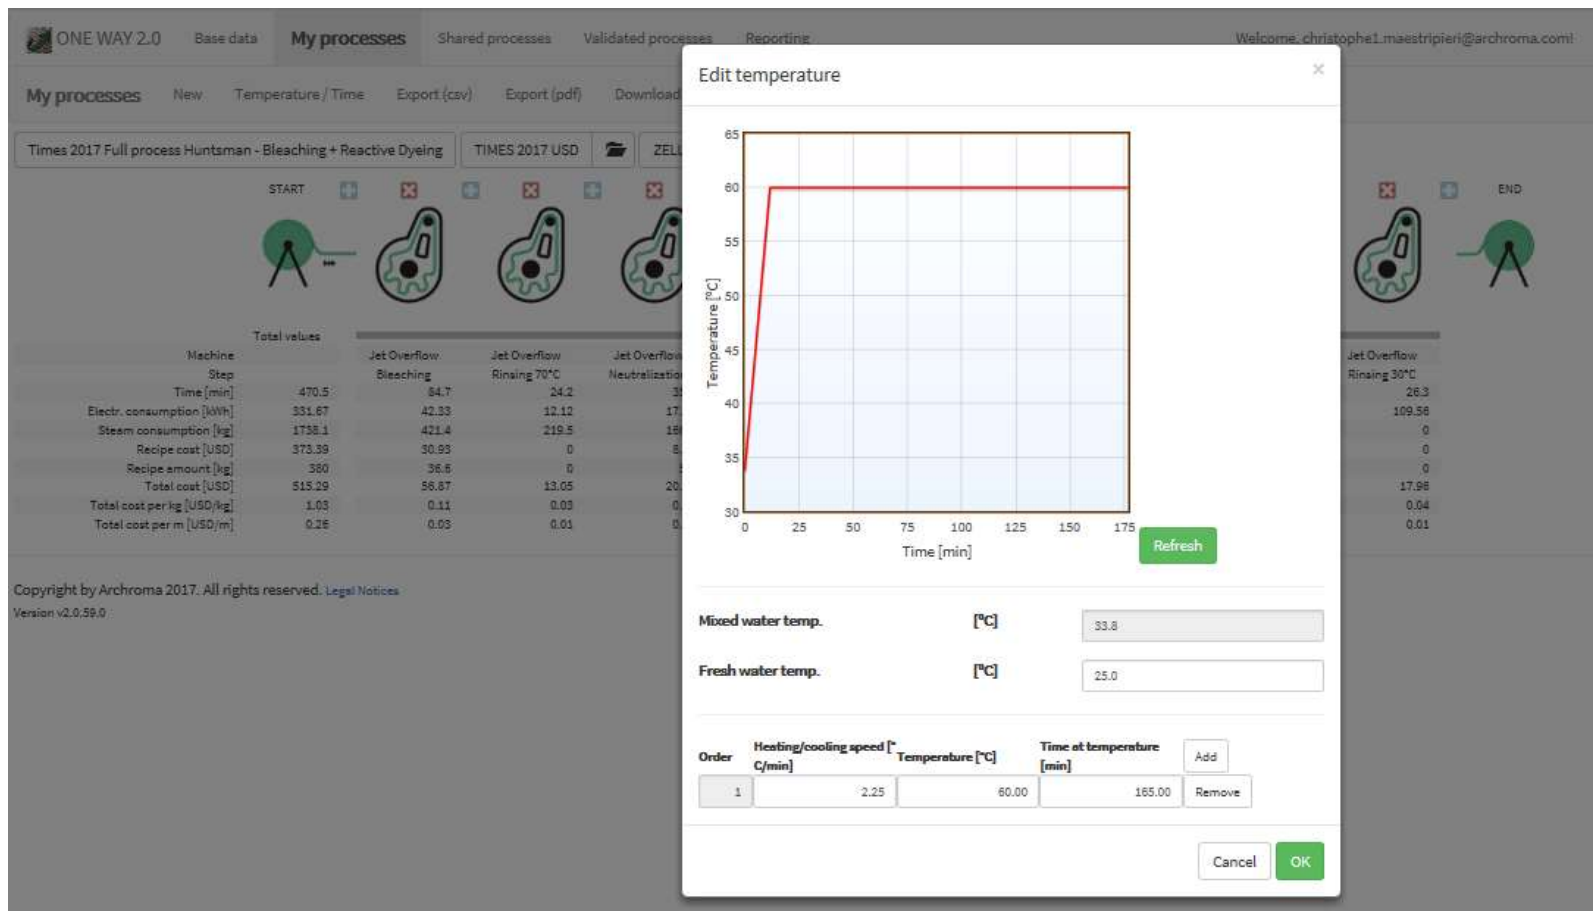 ONE WAY 2.0 Base data My processes Shared processes Validated processes Reporting Welcome, christophe1.maestripieri@archroma.com!
My processes New Temperature / Time Export (csv) Export (pdf) Download
Times 2017 Full process Huntsman - Bleaching + Reactive Dyeing TIMES 2017 USD ZELL
START END
Total values
Machine Jet Overflow Jet Overflow Jet Overflow Jet Overflow
Step Bleaching Rinsing 70°C Neutralization Rinsing 30°C
Time [min] 470.5 84.7 24.2 26.3
Electr. consumption [kWh] 331.67 42.33 12.12 17. 109.56
Steam consumption [kg] 1738.1 421.4 219.5 0
Recipe cost [USD] 373.39 30.93 0 8. 0
Recipe amount [kg] 380 36.6 0 0
Total cost [USD] 515.29 56.87 13.05 20. 17.98
Total cost per kg [USD/kg] 1.03 0.11 0.03 0. 0.04
Total cost per m [USD/m] 0.26 0.03 0.01 0. 0.01
Copyright by Archroma 2017. All rights reserved. Legal Notices
Version v2.0.59.0
Edit temperature ×
65
60
55
50
45
40
35
30
Temperature [°C]
0 25 50 75 100 125 150 175
Time [min]
Refresh
Mixed water temp. [°C] 33.8
Fresh water temp. [°C] 25.0
Order Heating/cooling speed [° Temperature [°C] Time at temperature Add
C/min] [min]
1 2.25 60.00 165.00 Remove
Cancel OK